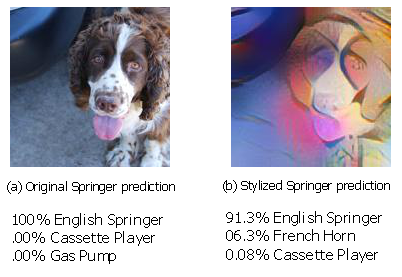 (a) Original Springer prediction
100% English Springer
.00% Cassette Player
.00% Gas Pump
(b) Stylized Springer prediction
91.3% English Springer
06.3% French Horn
0.08% Cassette Player